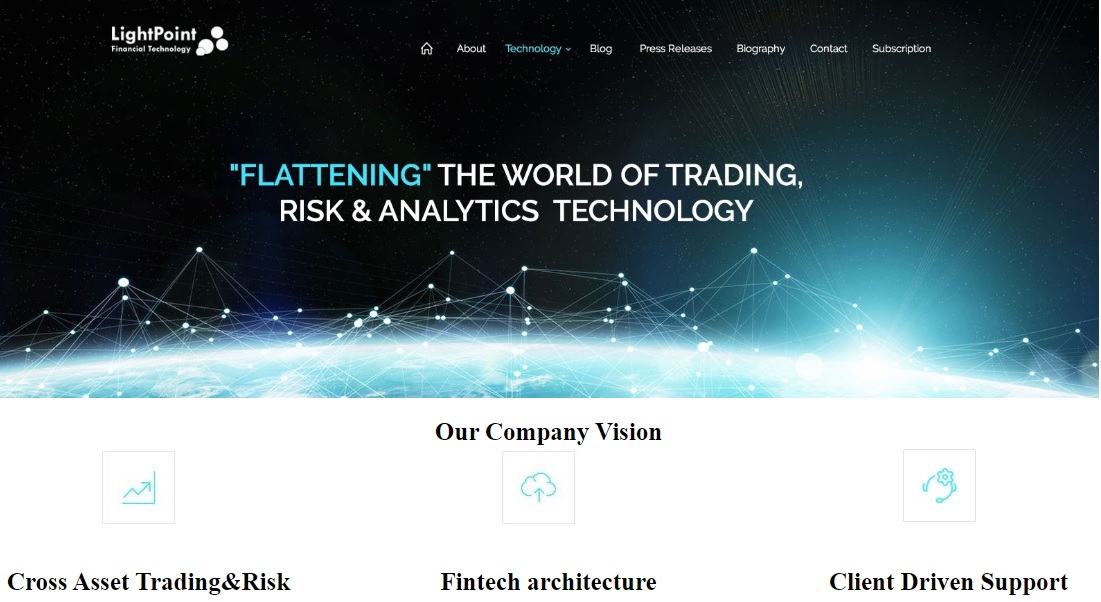 LightPoint
Financial Technology
About Technology Blog Press Releases Biography Contact Subscription
"FLATTENING" THE WORLD OF TRADING,
RISK & ANALYTICS TECHNOLOGY
Our Company Vision
Cross Asset Trading&Risk Fintech architecture Client Driven Support